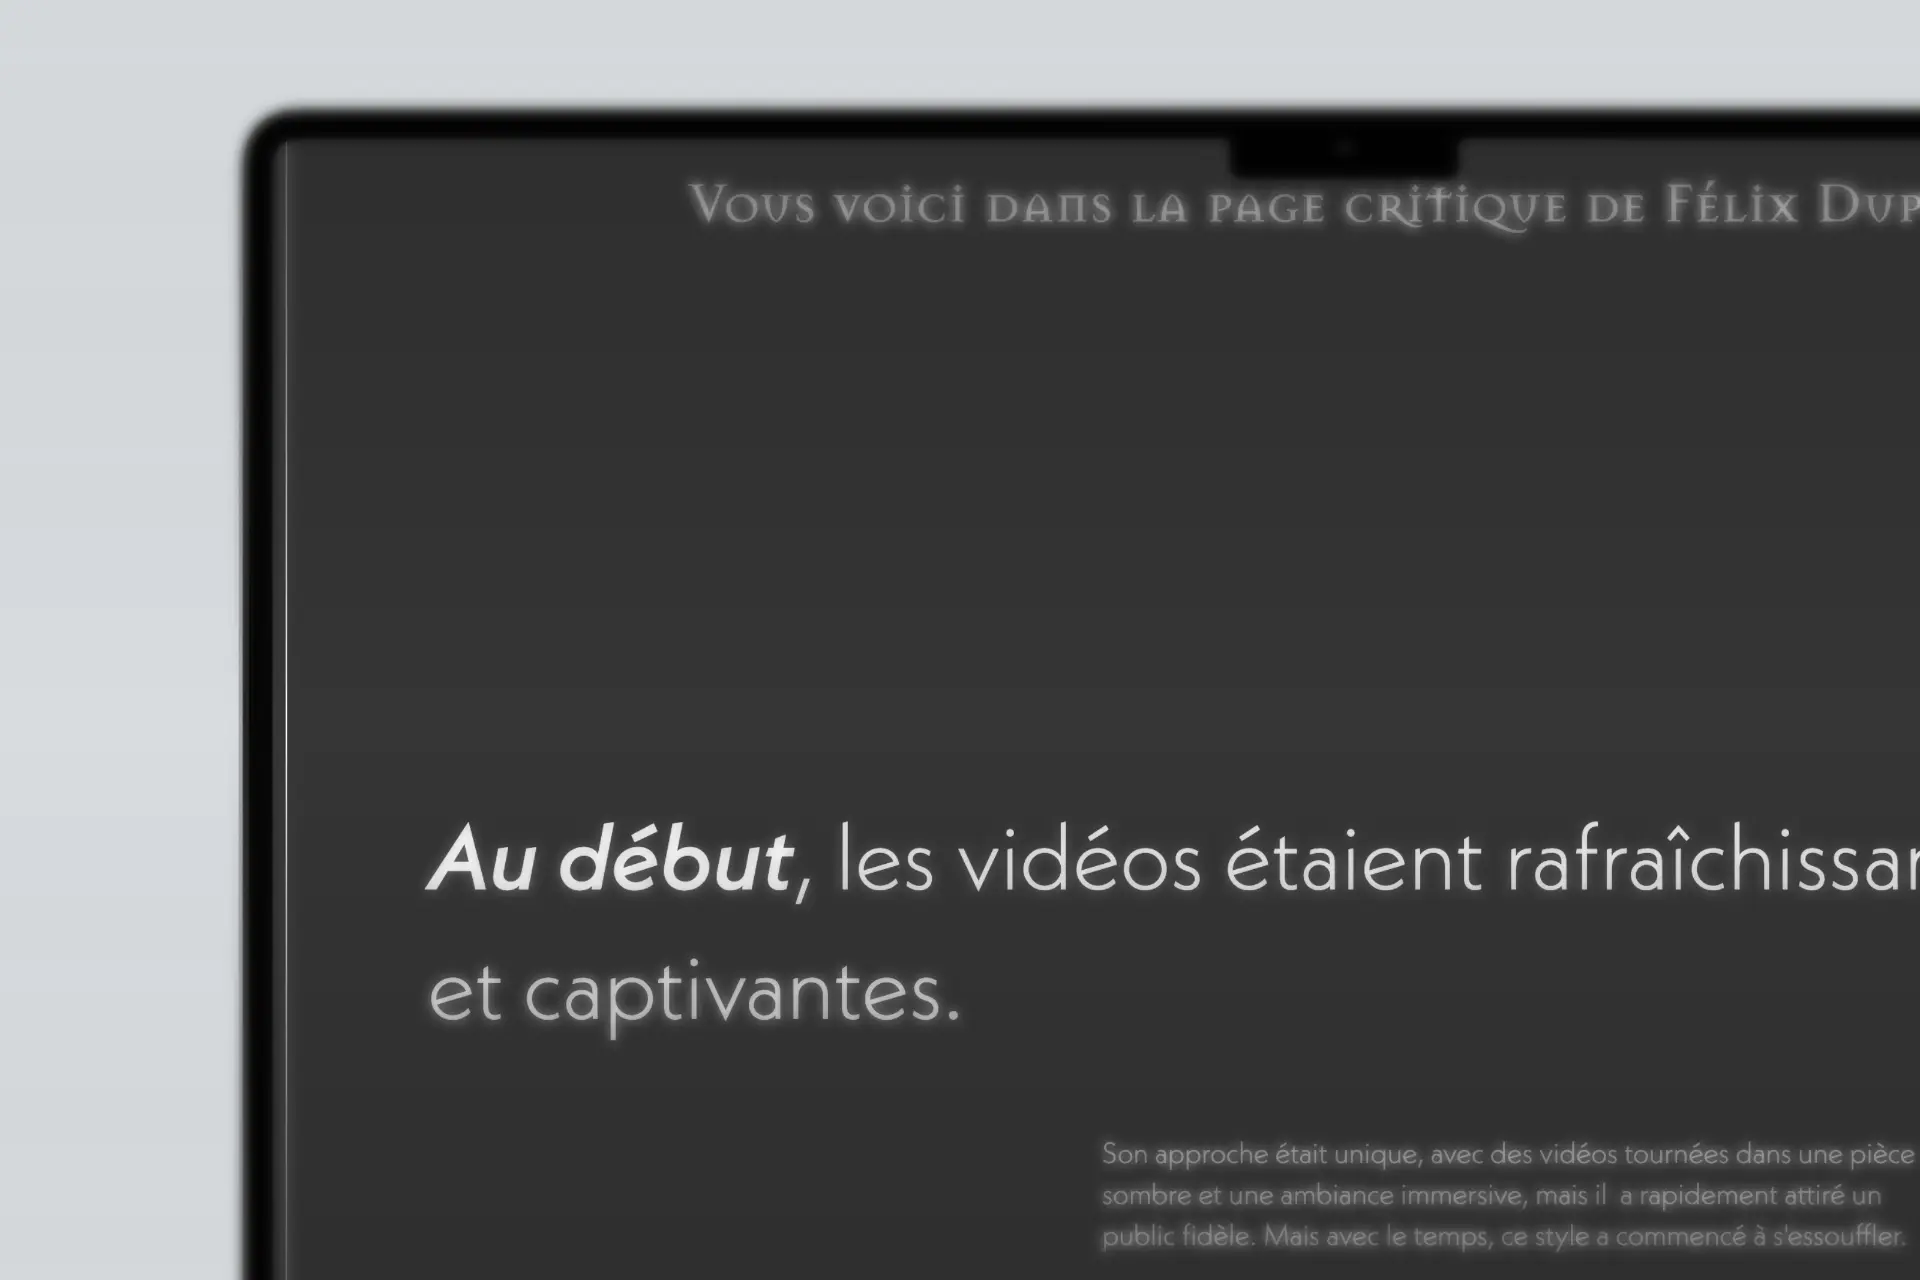 Vous voici dans la page critique de Félix
Au début, les vidéos étaient
et captivantes.
Son approche était unique, avec des vidéos tournées dans une pièce
sombre et une ambiance immersive, mais il a rapidement attiré un
public fidèle. Mais avec le temps, ce style a commencé à s'essouffler.